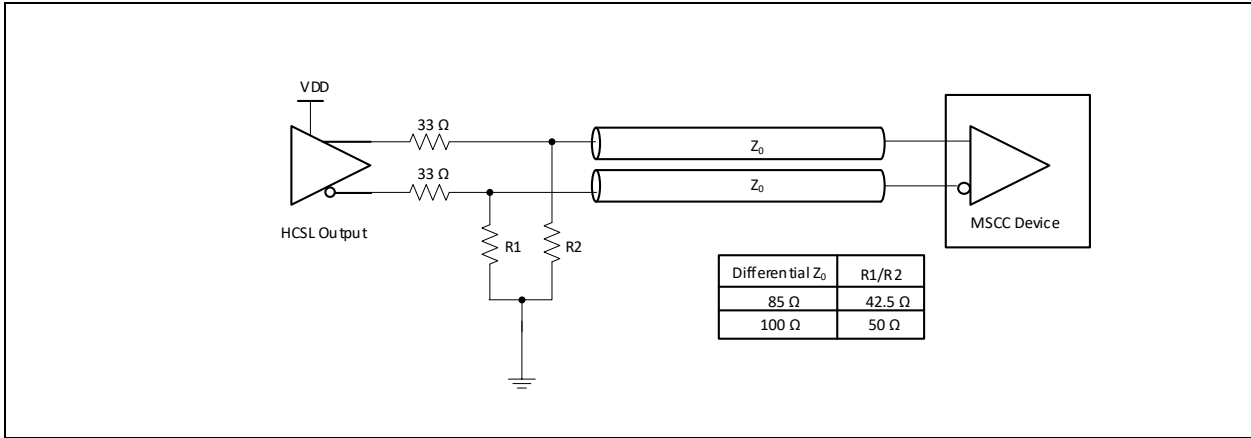 VDD
33 Ω
33 Ω
HCSL Output
R1
R2
Z0
Z0
MSCC Device
Differential Z0 R1/R2
85 Ω 42.5 Ω
100 Ω 50 Ω